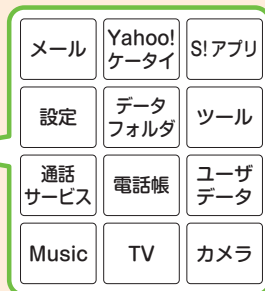 メール
Yahoo!
ケータイ
S!アプリ
設定
データ
フォルダ
ツール
通話
サービス
電話帳
ユーザ
データ
Music
TV
カメラ